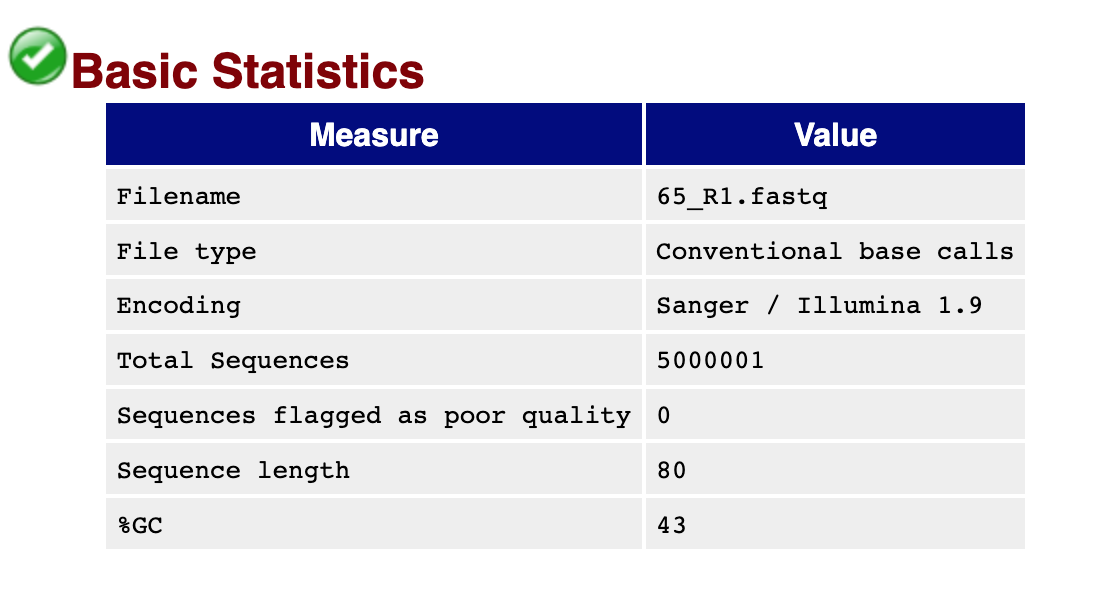 Basic Statistics
Measure Value
Filename 65_R1.fastq
File type Conventional base calls
Encoding Sanger / Illumina 1.9
Total Sequences 5000001
Sequences flagged as poor quality 0
Sequence length 80
%GC 43